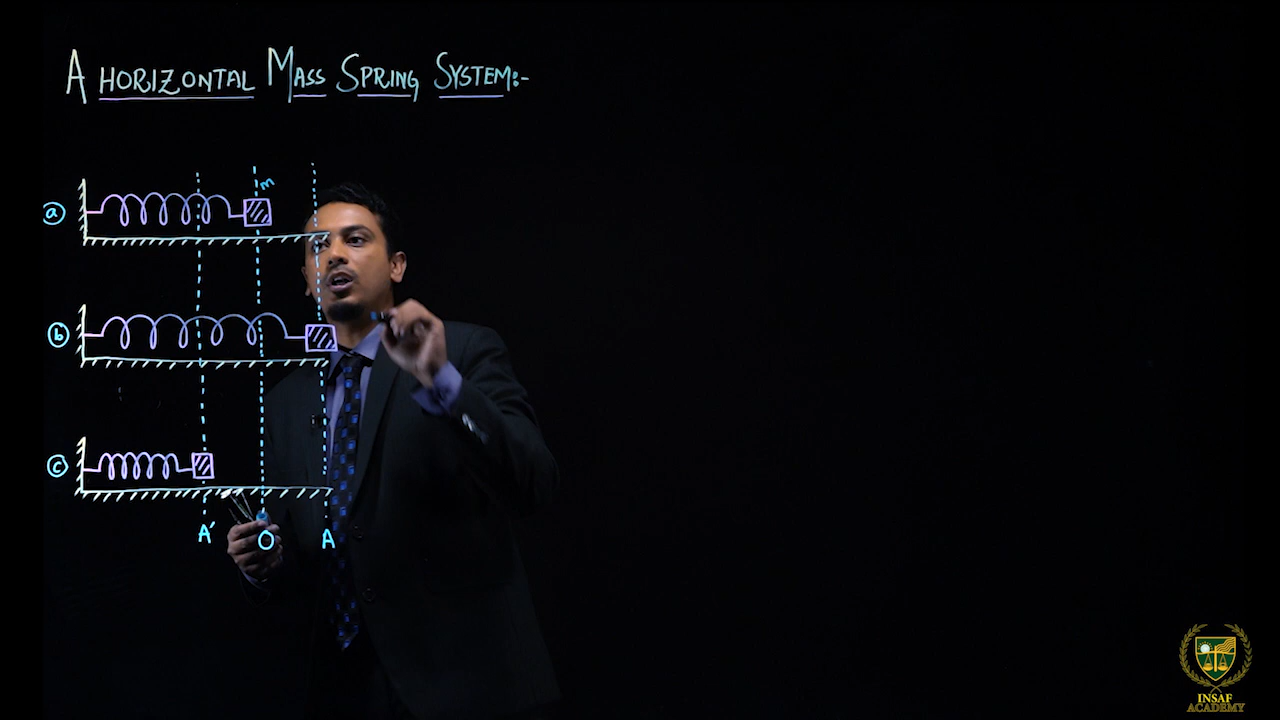 A HORIZONTAL MASS SPRING SYSTEM:-
m
a
b
c
A' O A
INSAF
ACADEMY